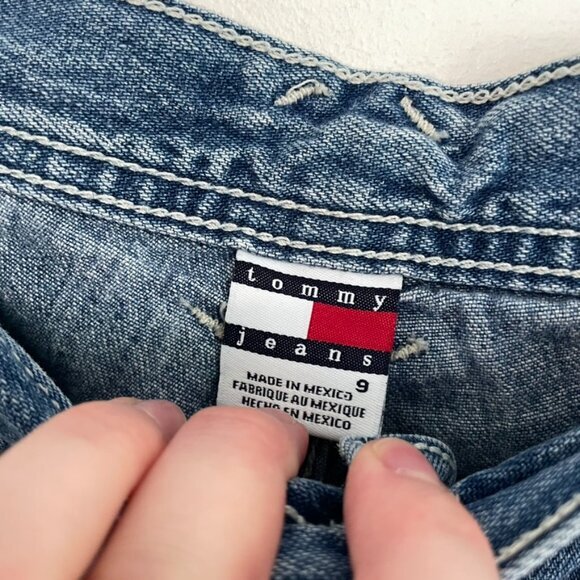 tommy
jeans
9
MADE IN MEXICO
FABRIQUE AU MEXIQUE
HECHO EN MEXICO